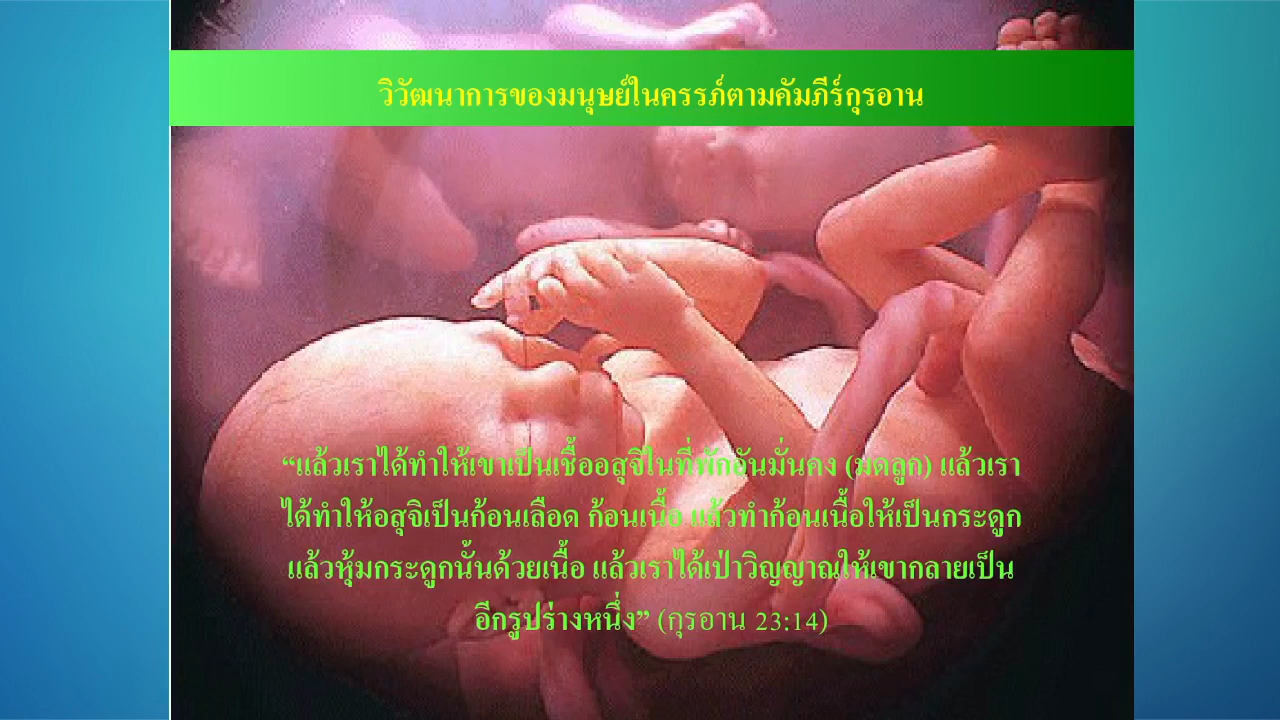 วิวัฒนาการของมนุษย์ในครรภ์ตามคัมภีร์กุรอาน
“แล้วเราได้ทำให้เขาเป็นเชื้ออสุจิในที่พักอันมั่นคง (มดลูก) แล้วเรา
ได้ทำให้อสุจิเป็นก้อนเลือด ก้อนเนื้อ แล้วทำก้อนเนื้อให้เป็นกระดูก
แล้วหุ้มกระดูกนั้นด้วยเนื้อ แล้วเราได้เป่าวิญญาณให้เขากลายเป็น
อีกรูปร่างหนึ่ง” (กุรอาน 23:14)